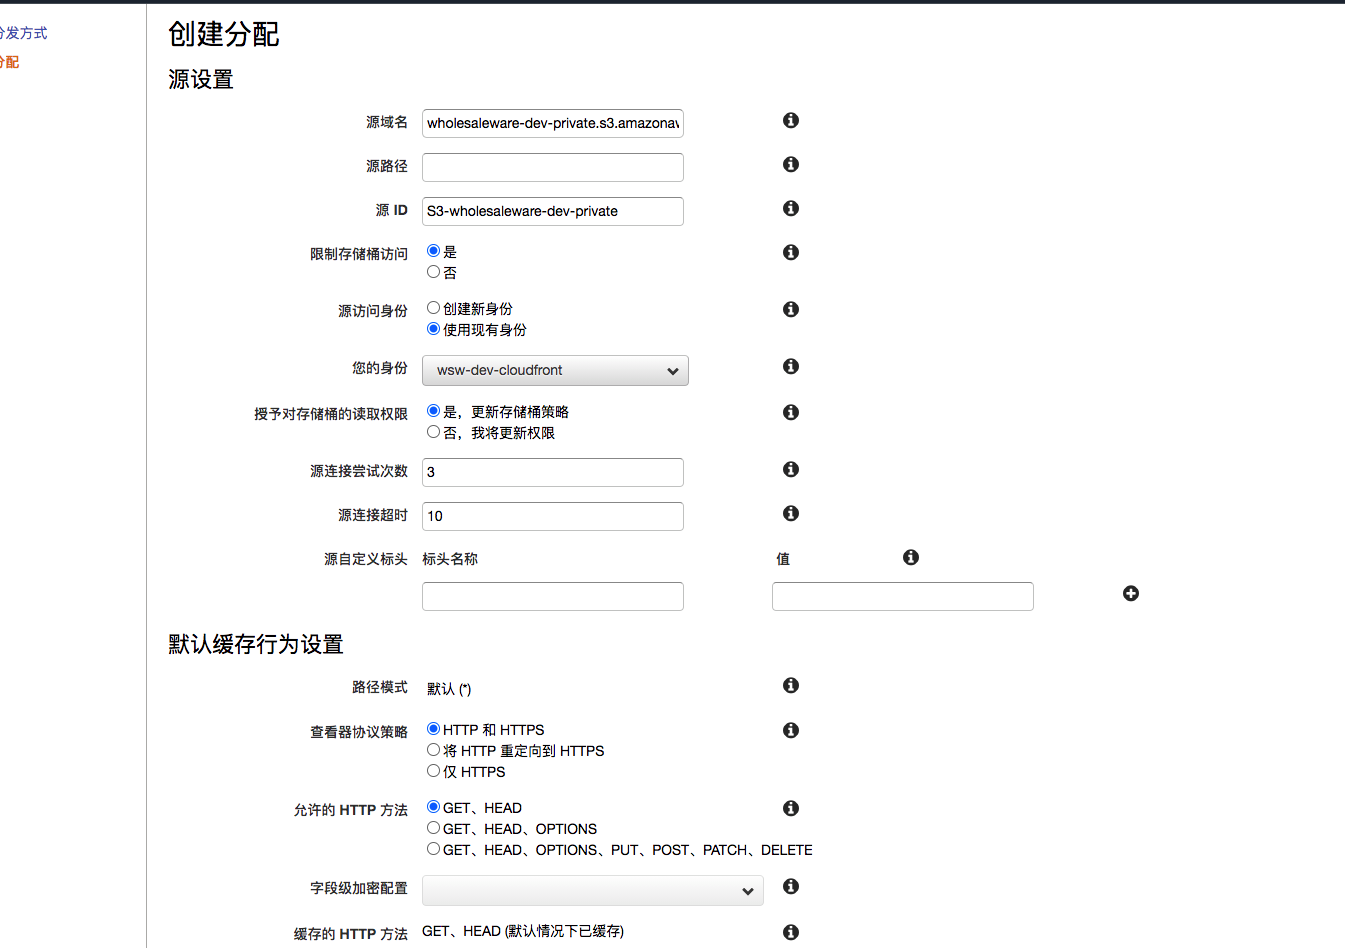 分发方式
分配
创建分配
源设置
源域名 wholesaleware-dev-private.s3.amazonav
源路径
源 ID S3-wholesaleware-dev-private
限制存储桶访问 是
否
源访问身份 创建新身份
使用现有身份
您的身份 wsw-dev-cloudfront
授予对存储桶的读取权限 是，更新存储桶策略
否，我将更新权限
源连接尝试次数 3
源连接超时 10
源自定义标头 标头名称 值
默认缓存行为设置
路径模式 默认 (*)
查看器协议策略 HTTP 和 HTTPS
将 HTTP 重定向到 HTTPS
仅 HTTPS
允许的 HTTP 方法 GET、HEAD
GET、HEAD、OPTIONS
GET、HEAD、OPTIONS、PUT、POST、PATCH、DELETE
字段级加密配置
缓存的 HTTP 方法 GET、HEAD (默认情况下已缓存)